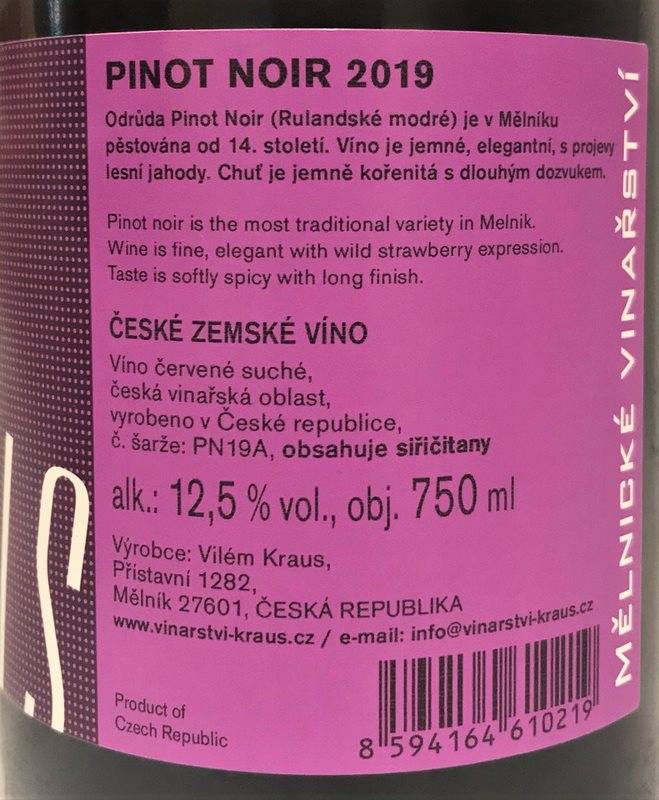 PINOT NOIR 2019
Odrůda Pinot Noir (Rulandské modré) je v Mělníku
pěstována od 14. století. Víno je jemné, elegantní, s projevy
lesní jahody. Chuť je jemně kořenitá s dlouhým dozvukem.
Pinot noir is the most traditional variety in Melnik.
Wine is fine, elegant with wild strawberry expression.
Taste is softly spicy with long finish.
ČESKÉ ZEMSKÉ VÍNO
Víno červené suché,
česká vinařská oblast,
vyrobeno v České republice,
č. šarže: PN19A, obsahuje siřičitany
alk.: 12,5 % vol., obj. 750 ml
Výrobce: Vilém Kraus,
Přístavní 1282,
Mělník 27601, ČESKÁ REPUBLIKA
www.vinarstvi-kraus.cz / e-mail: info@vinarstvi-kraus.cz
Product of
Czech Republic
8 594164 610219
MĚLNICKÉ VINAŘSTVÍ